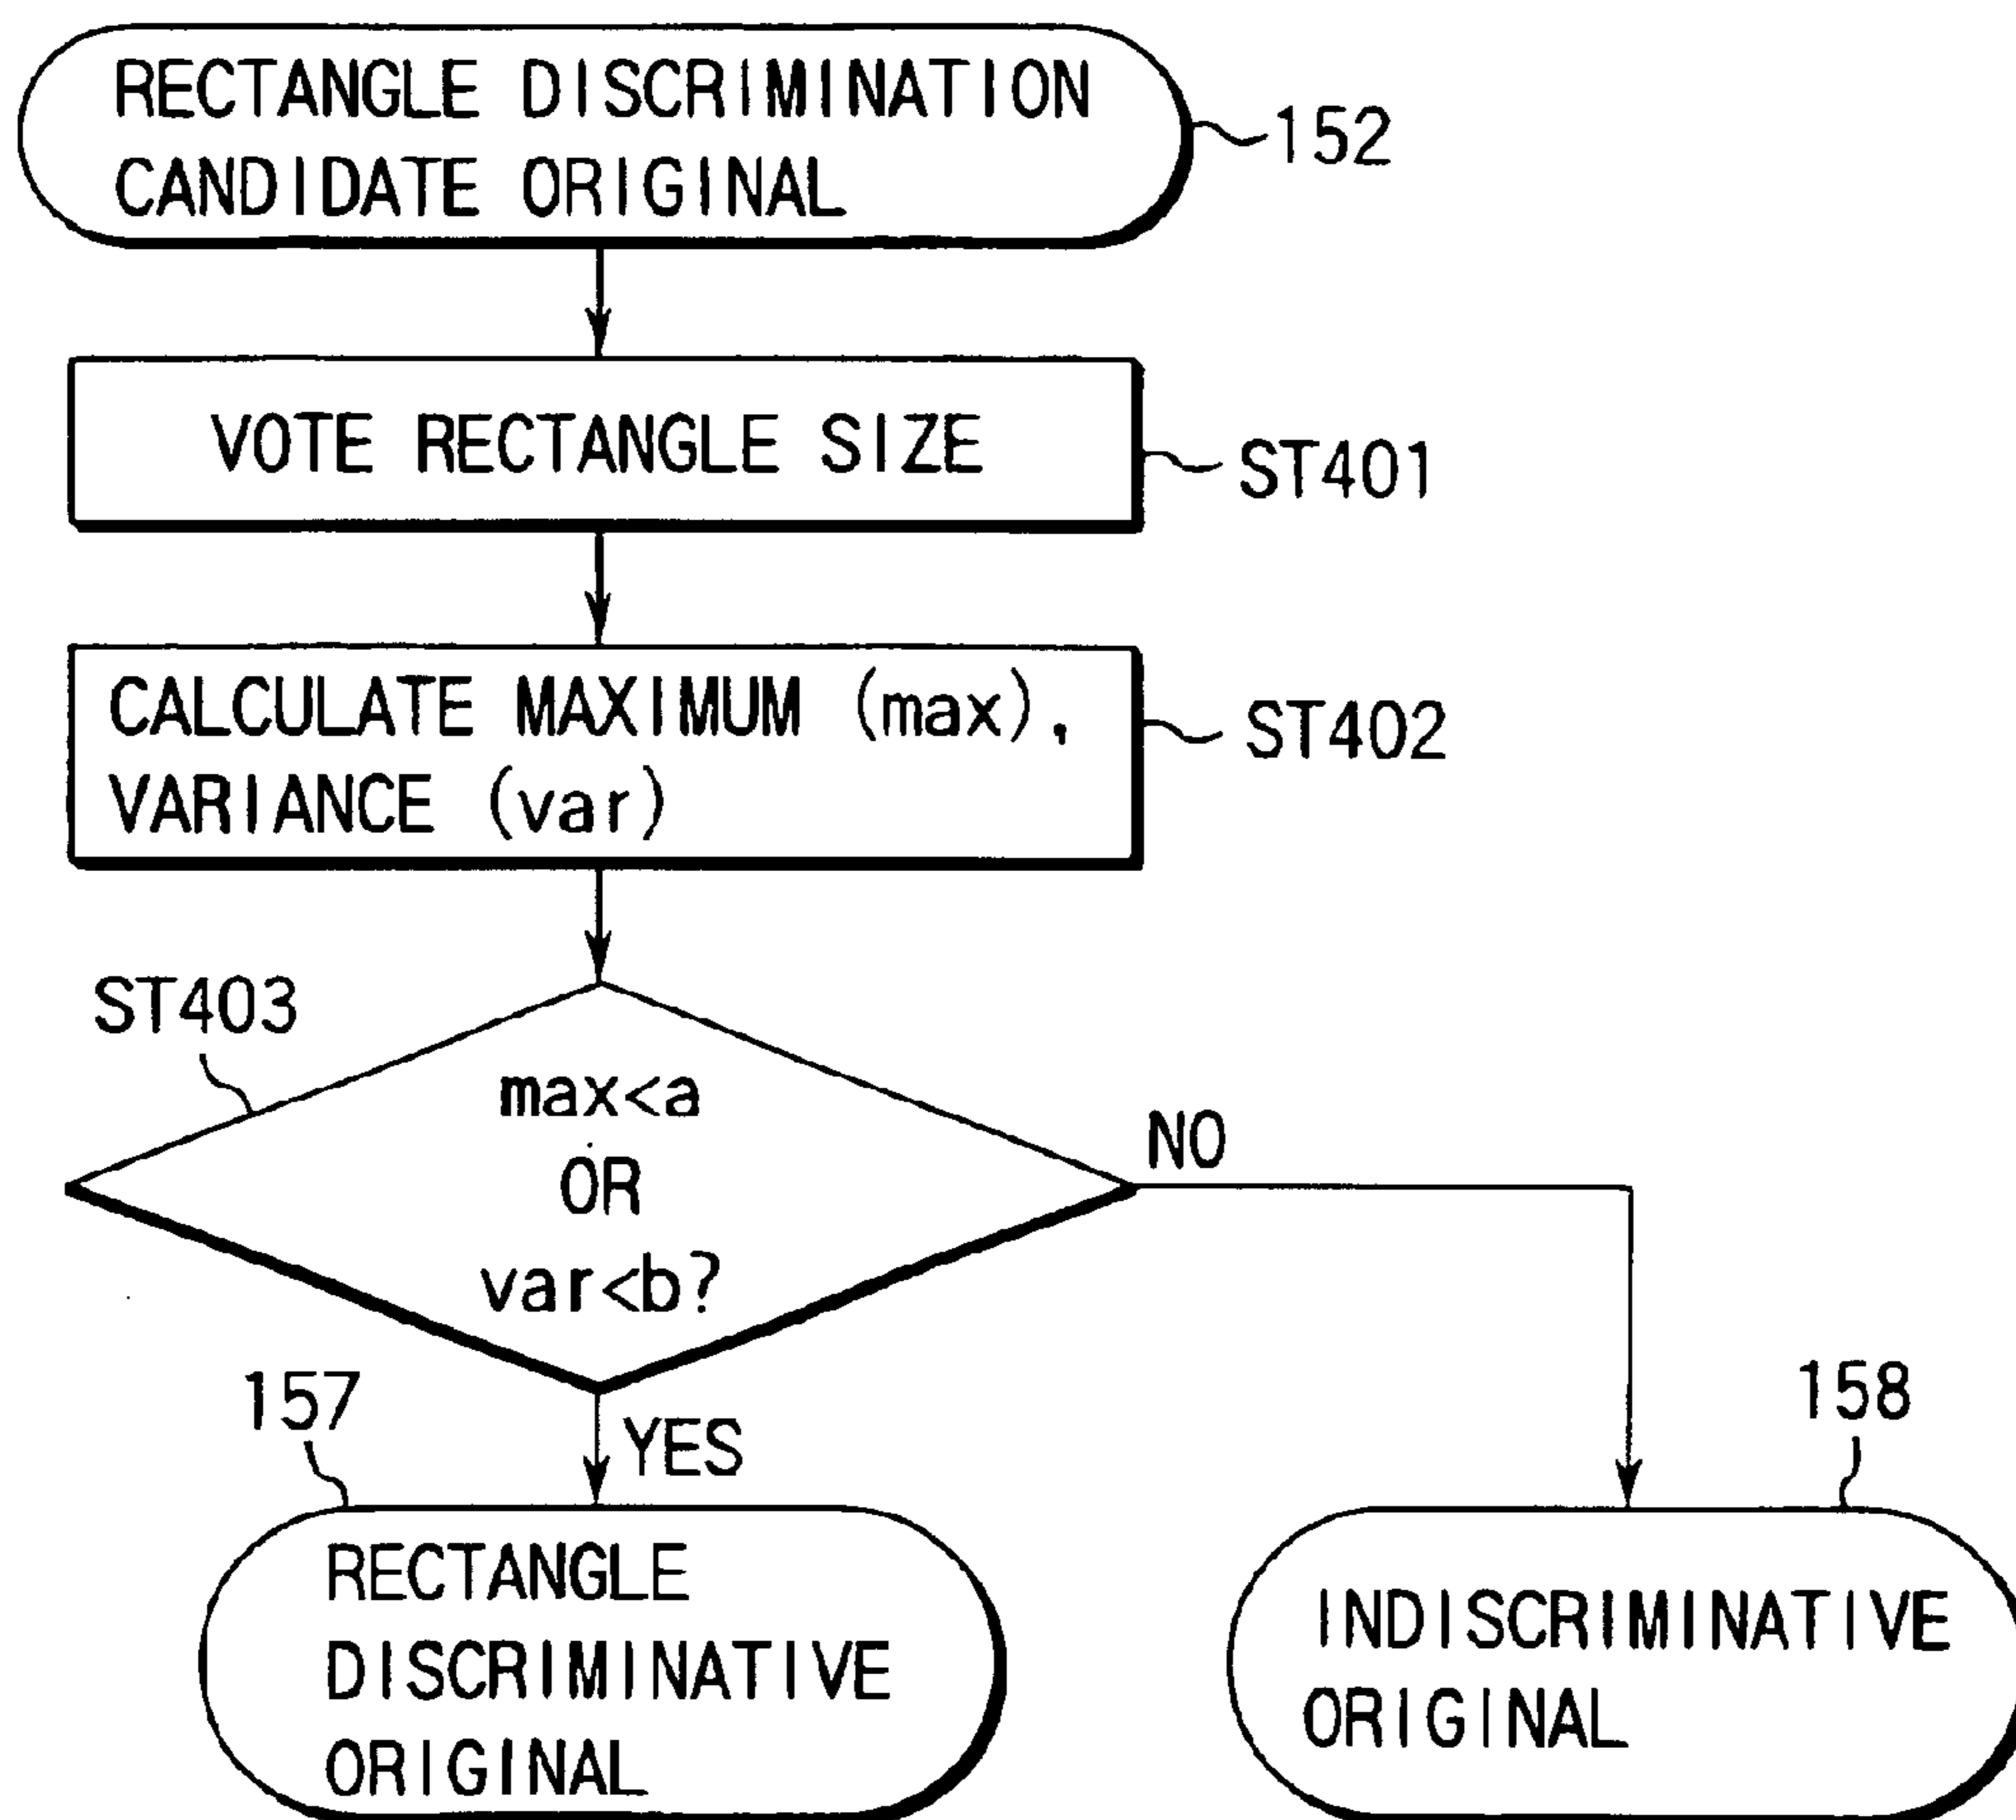 RECTANGLE DISCRIMINATION
CANDIDATE ORIGINAL
152
VOTE RECTANGLE SIZE
ST401
CALCULATE MAXIMUM (max),
VARIANCE (var)
ST402
ST403
max<a
OR
var<b?
NO
YES
157
RECTANGLE
DISCRIMINATIVE
ORIGINAL
158
INDISCRIMINATIVE
ORIGINAL